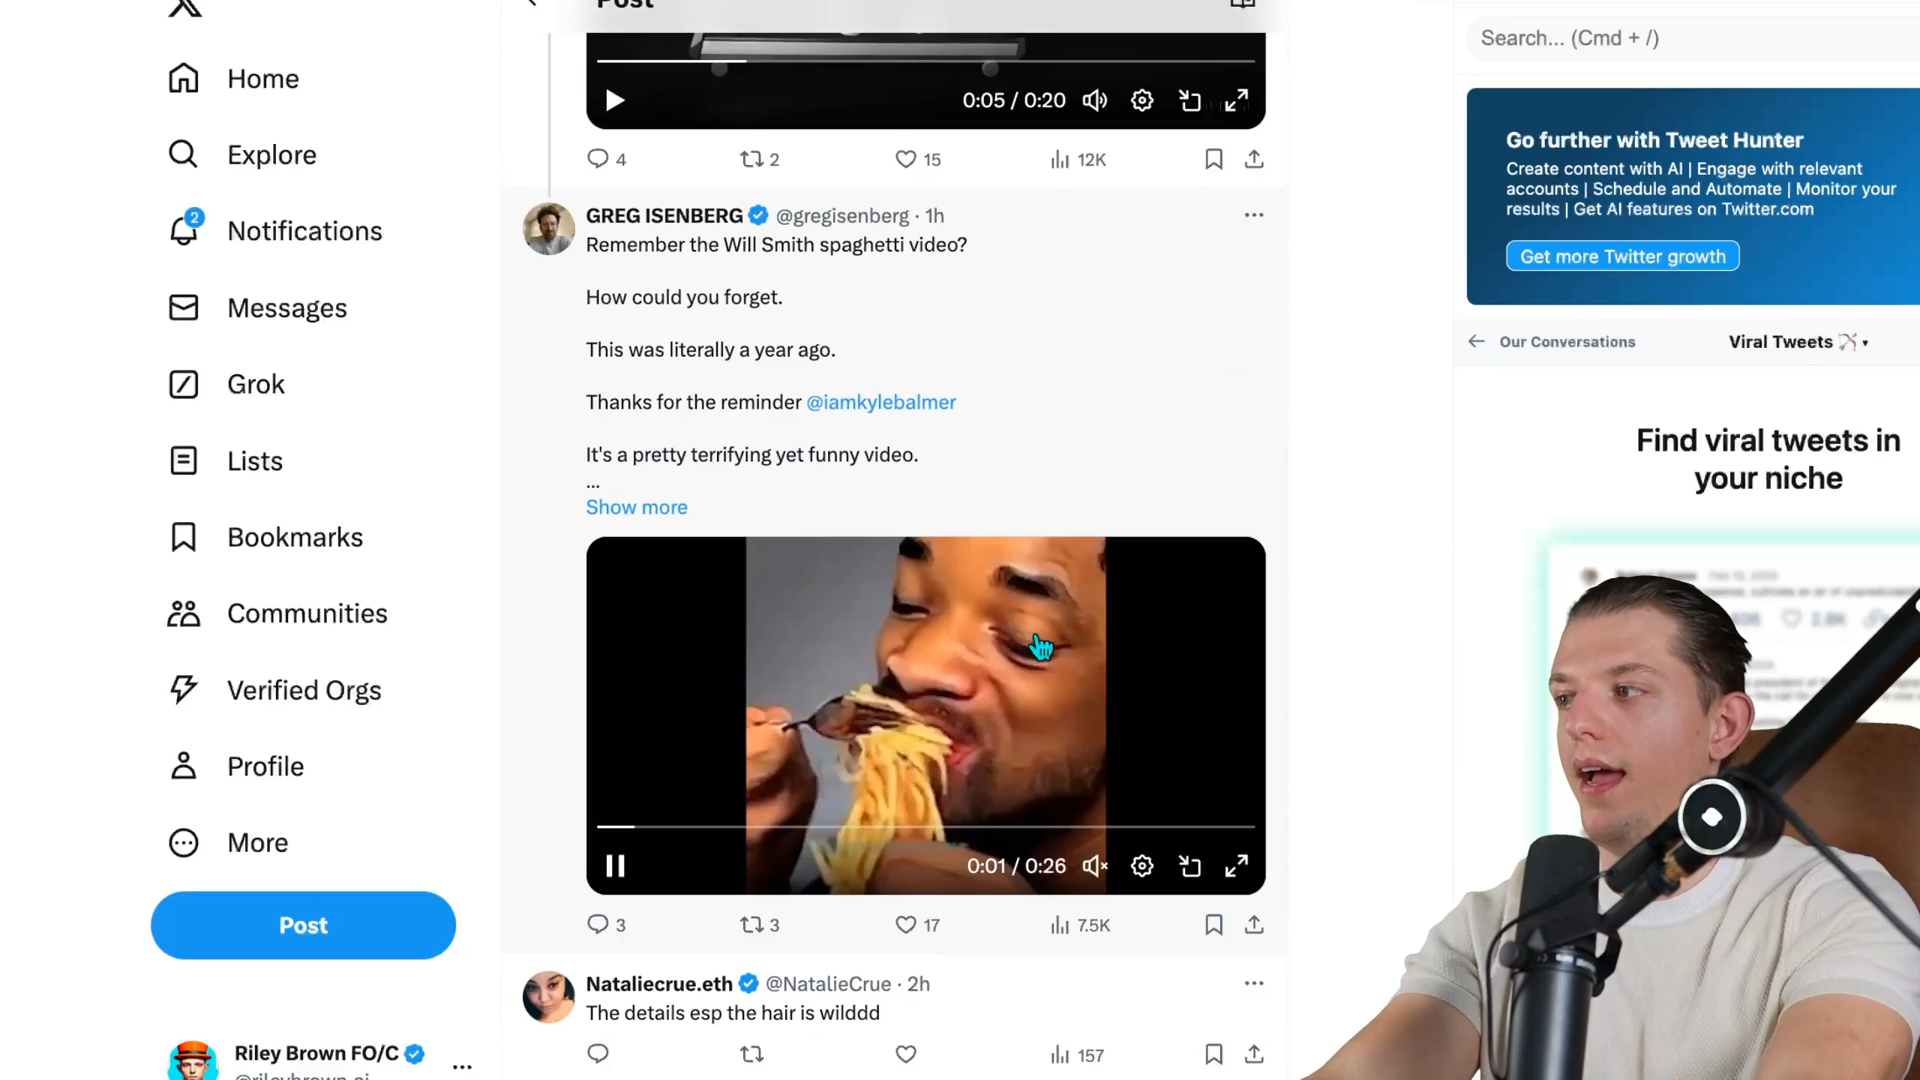 Post
Home
Explore
2
Notifications
Messages
Grok
Lists
Bookmarks
Communities
Verified Orgs
Profile
More
Post
Riley Brown FO/C
0:05 / 0:20
4
2
15
12K
GREG ISENBERG @gregisenberg · 1h
Remember the Will Smith spaghetti video?
How could you forget.
This was literally a year ago.
Thanks for the reminder @iamkylebalmer
It's a pretty terrifying yet funny video.
...
Show more
0:01 / 0:26
3
3
17
7.5K
Nataliecrue.eth @NatalieCrue · 2h
The details esp the hair is wilddd
157
Search... (Cmd + /)
Go further with Tweet Hunter
Create content with AI | Engage with relevant
accounts | Schedule and Automate | Monitor your
results | Get AI features on Twitter.com
Get more Twitter growth
Our Conversations
Viral Tweets
Find viral tweets in
your niche
2.8K